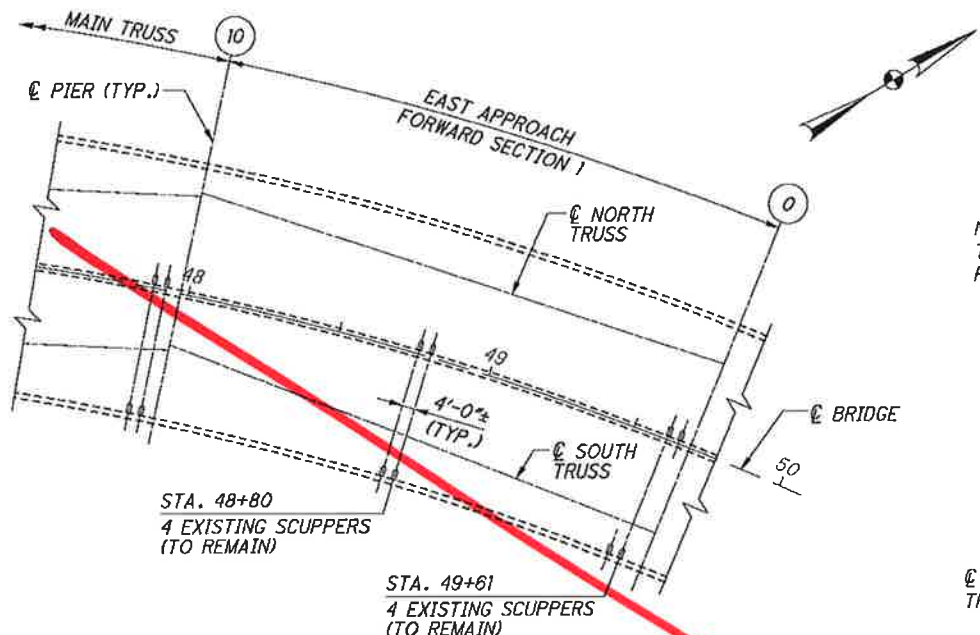 MAIN TRUSS
10
℄ PIER (TYP.)
EAST APPROACH
FORWARD SECTION 1
0
℄ NORTH
TRUSS
48
49
4'-0"±
(TYP.)
℄ BRIDGE
50
℄ SOUTH
TRUSS
STA. 48+80
4 EXISTING SCUPPERS
(TO REMAIN)
STA. 49+61
4 EXISTING SCUPPERS
(TO REMAIN)
℄